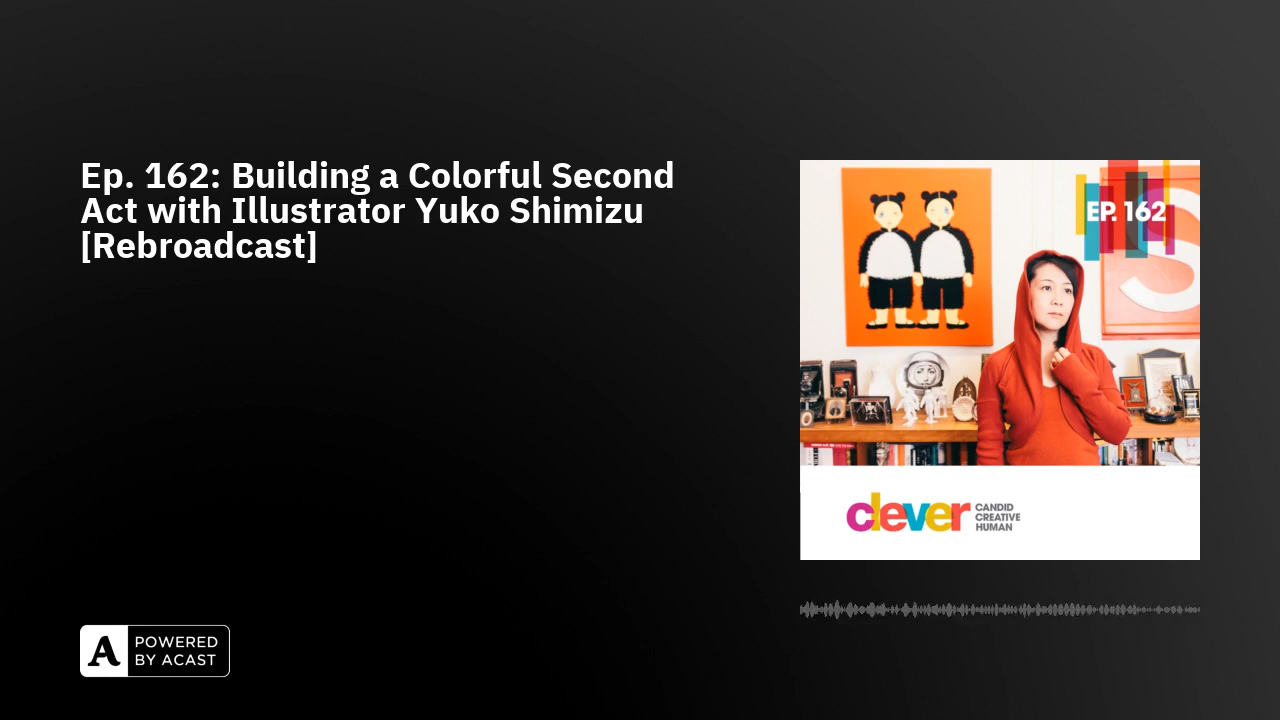 Ep. 162: Building a Colorful Second
Act with Illustrator Yuko Shimizu
[Rebroadcast]
EP. 162
S
clever
CANDID
CREATIVE
HUMAN
A
POWERED
BY ACAST